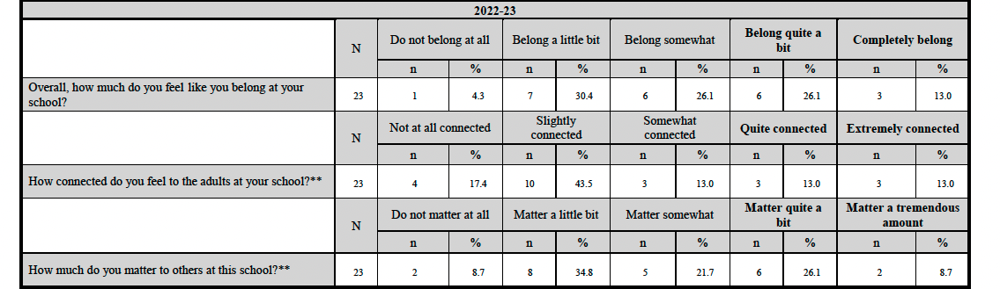 2022-23
N Do not belong at all Belong a little bit Belong somewhat Belong quite a bit Completely belong
n % n % n % n % n %
Overall, how much do you feel like you belong at your school? 23 1 4.3 7 30.4 6 26.1 6 26.1 3 13.0
N Not at all connected Slightly connected Somewhat connected Quite connected Extremely connected
n % n % n % n % n %
How connected do you feel to the adults at your school?** 23 4 17.4 10 43.5 3 13.0 3 13.0 3 13.0
N Do not matter at all Matter a little bit Matter somewhat Matter quite a bit Matter a tremendous amount
n % n % n % n % n %
How much do you matter to others at this school?** 23 2 8.7 8 34.8 5 21.7 6 26.1 2 8.7